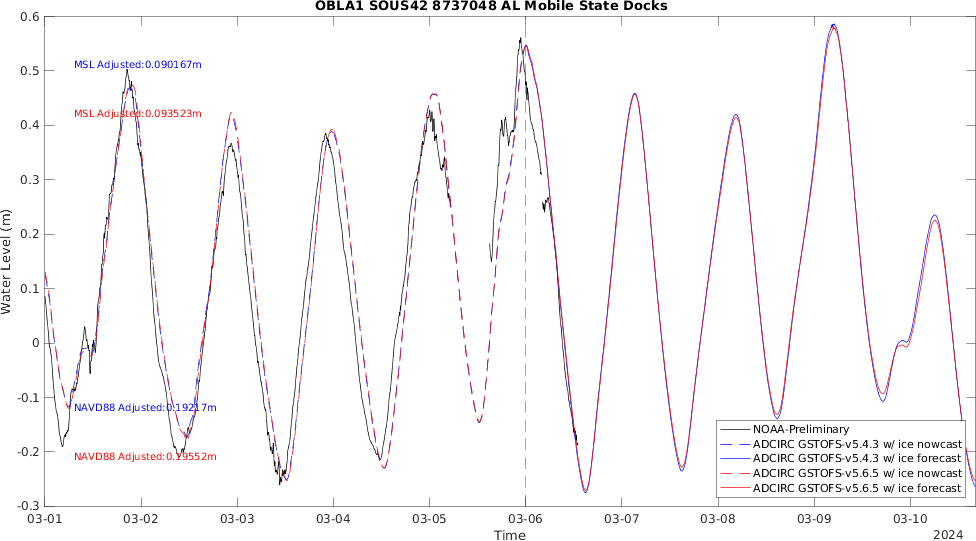 OBLA1 SOUS42 8737048 AL Mobile State Docks
Water Level (m)
0.6
0.5
0.4
0.3
0.2
0.1
0
-0.1
-0.2
-0.3
MSL Adjusted:0.090167m
MSL Adjusted:0.093523m
NAVD88 Adjusted:0.19217m
NAVD88 Adjusted:0.19552m
NOAA-Preliminary
ADCIRC GSTOFS-v5.4.3 w/ ice nowcast
ADCIRC GSTOFS-v5.4.3 w/ ice forecast
ADCIRC GSTOFS-v5.6.5 w/ ice nowcast
ADCIRC GSTOFS-v5.6.5 w/ ice forecast
03-01 03-02 03-03 03-04 03-05 03-06 03-07 03-08 03-09 03-10
Time
2024